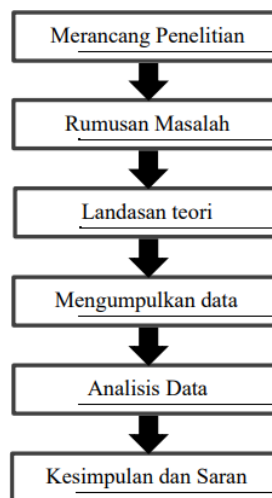 Merancang Penelitian
Rumusan Masalah
Landasan teori
Mengumpulkan data
Analisis Data
Kesimpulan dan Saran